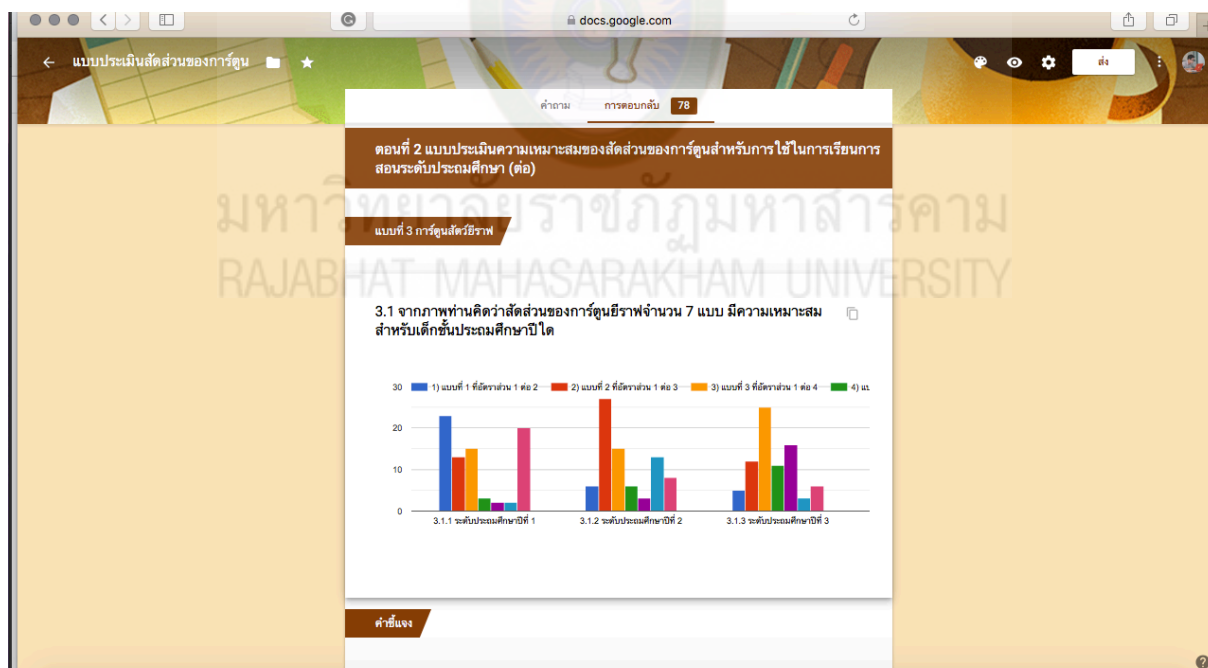 docs.google.com
แบบประเมินสัดส่วนของการ์ตูน
ส่ง
คำถาม การตอบกลับ 78
ตอนที่ 2 แบบประเมินความเหมาะสมของสัดส่วนของการ์ตูนสำหรับการใช้ในการเรียนการ
สอนระดับประถมศึกษา (ต่อ)
มหาวิทยาลัยราชภัฏมหาสารคาม
แบบที่ 3 การ์ตูนสัตว์ยีราฟ
RAJABHAT MAHASARAKHAM UNIVERSITY
3.1 จากภาพท่านคิดว่าสัดส่วนของการ์ตูนยีราฟจำนวน 7 แบบ มีความเหมาะสม
สำหรับเด็กชั้นประถมศึกษาปีใด
30 1) แบบที่ 1 ที่อัตราส่วน 1 ต่อ 2 2) แบบที่ 2 ที่อัตราส่วน 1 ต่อ 3 3) แบบที่ 3 ที่อัตราส่วน 1 ต่อ 4 4) แ
20
10
0
3.1.1 ระดับประถมศึกษาปีที่ 1 3.1.2 ระดับประถมศึกษาปีที่ 2 3.1.3 ระดับประถมศึกษาปีที่ 3
คำชี้แจง